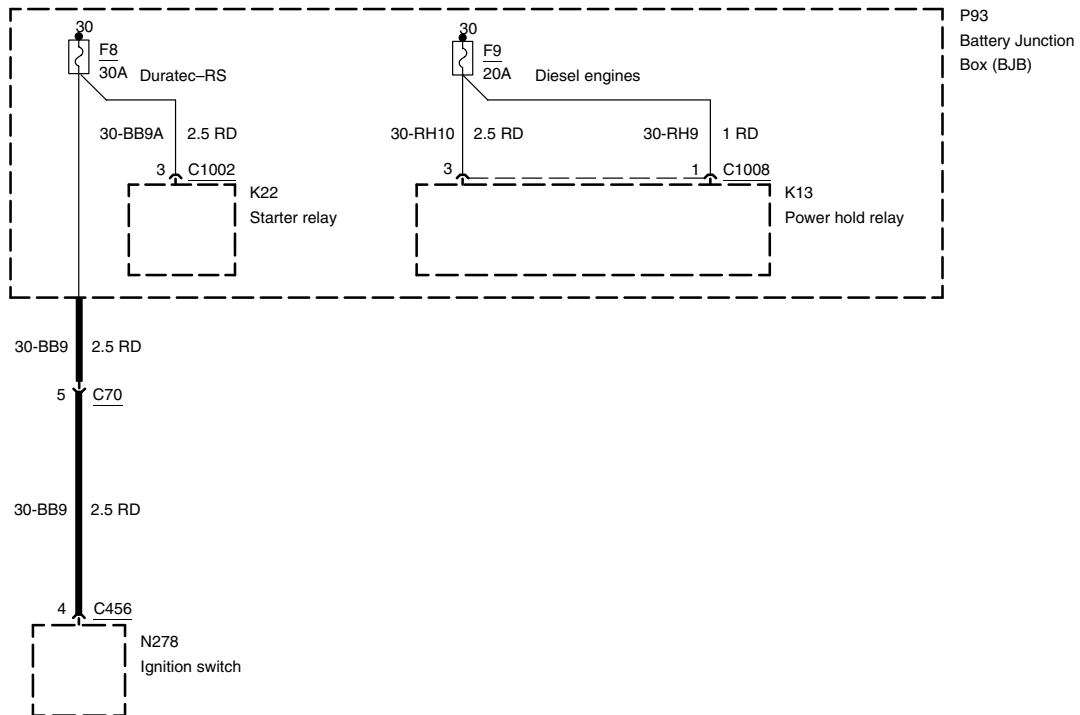 30
F8
30A
Duratec–RS
30-BB9A
2.5 RD
3
C1002
K22
Starter relay
30
F9
20A
Diesel engines
30-RH10
2.5 RD
30-RH9
1 RD
3
1
C1008
K13
Power hold relay
P93
Battery Junction
Box (BJB)
30-BB9
2.5 RD
5
C70
30-BB9
2.5 RD
4
C456
N278
Ignition switch